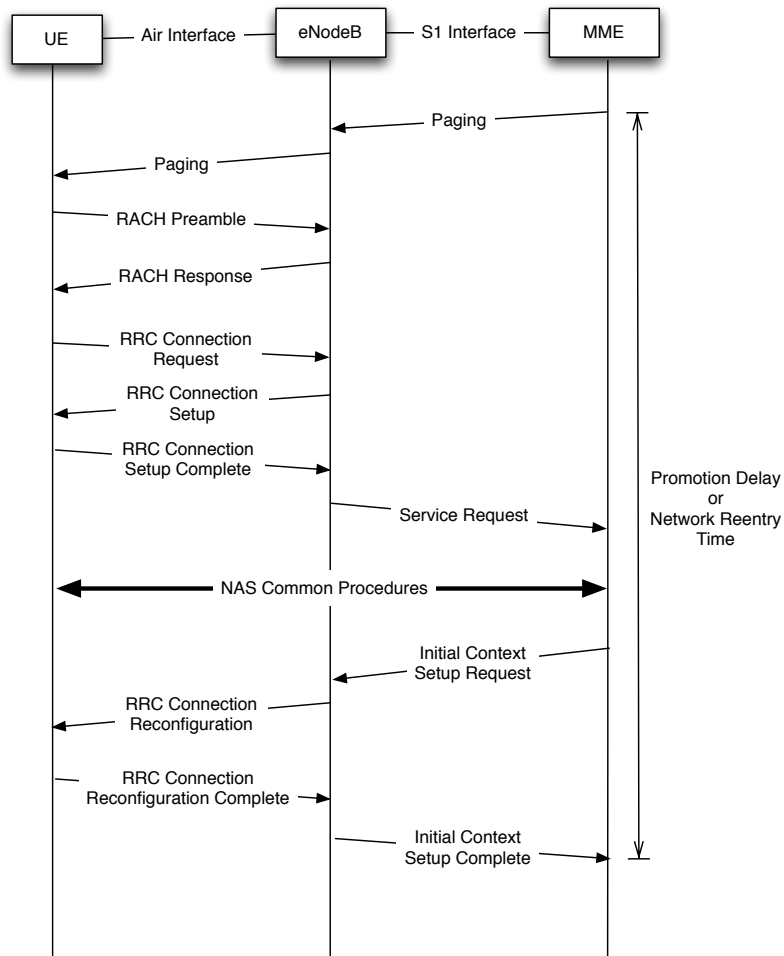 UE
Air Interface
eNodeB
S1 Interface
MME
Paging
Paging
RACH Preamble
RACH Response
RRC Connection
Request
RRC Connection
Setup
RRC Connection
Setup Complete
Service Request
Promotion Delay
or
Network Reentry
Time
NAS Common Procedures
Initial Context
Setup Request
RRC Connection
Reconfiguration
RRC Connection
Reconfiguration Complete
Initial Context
Setup Complete